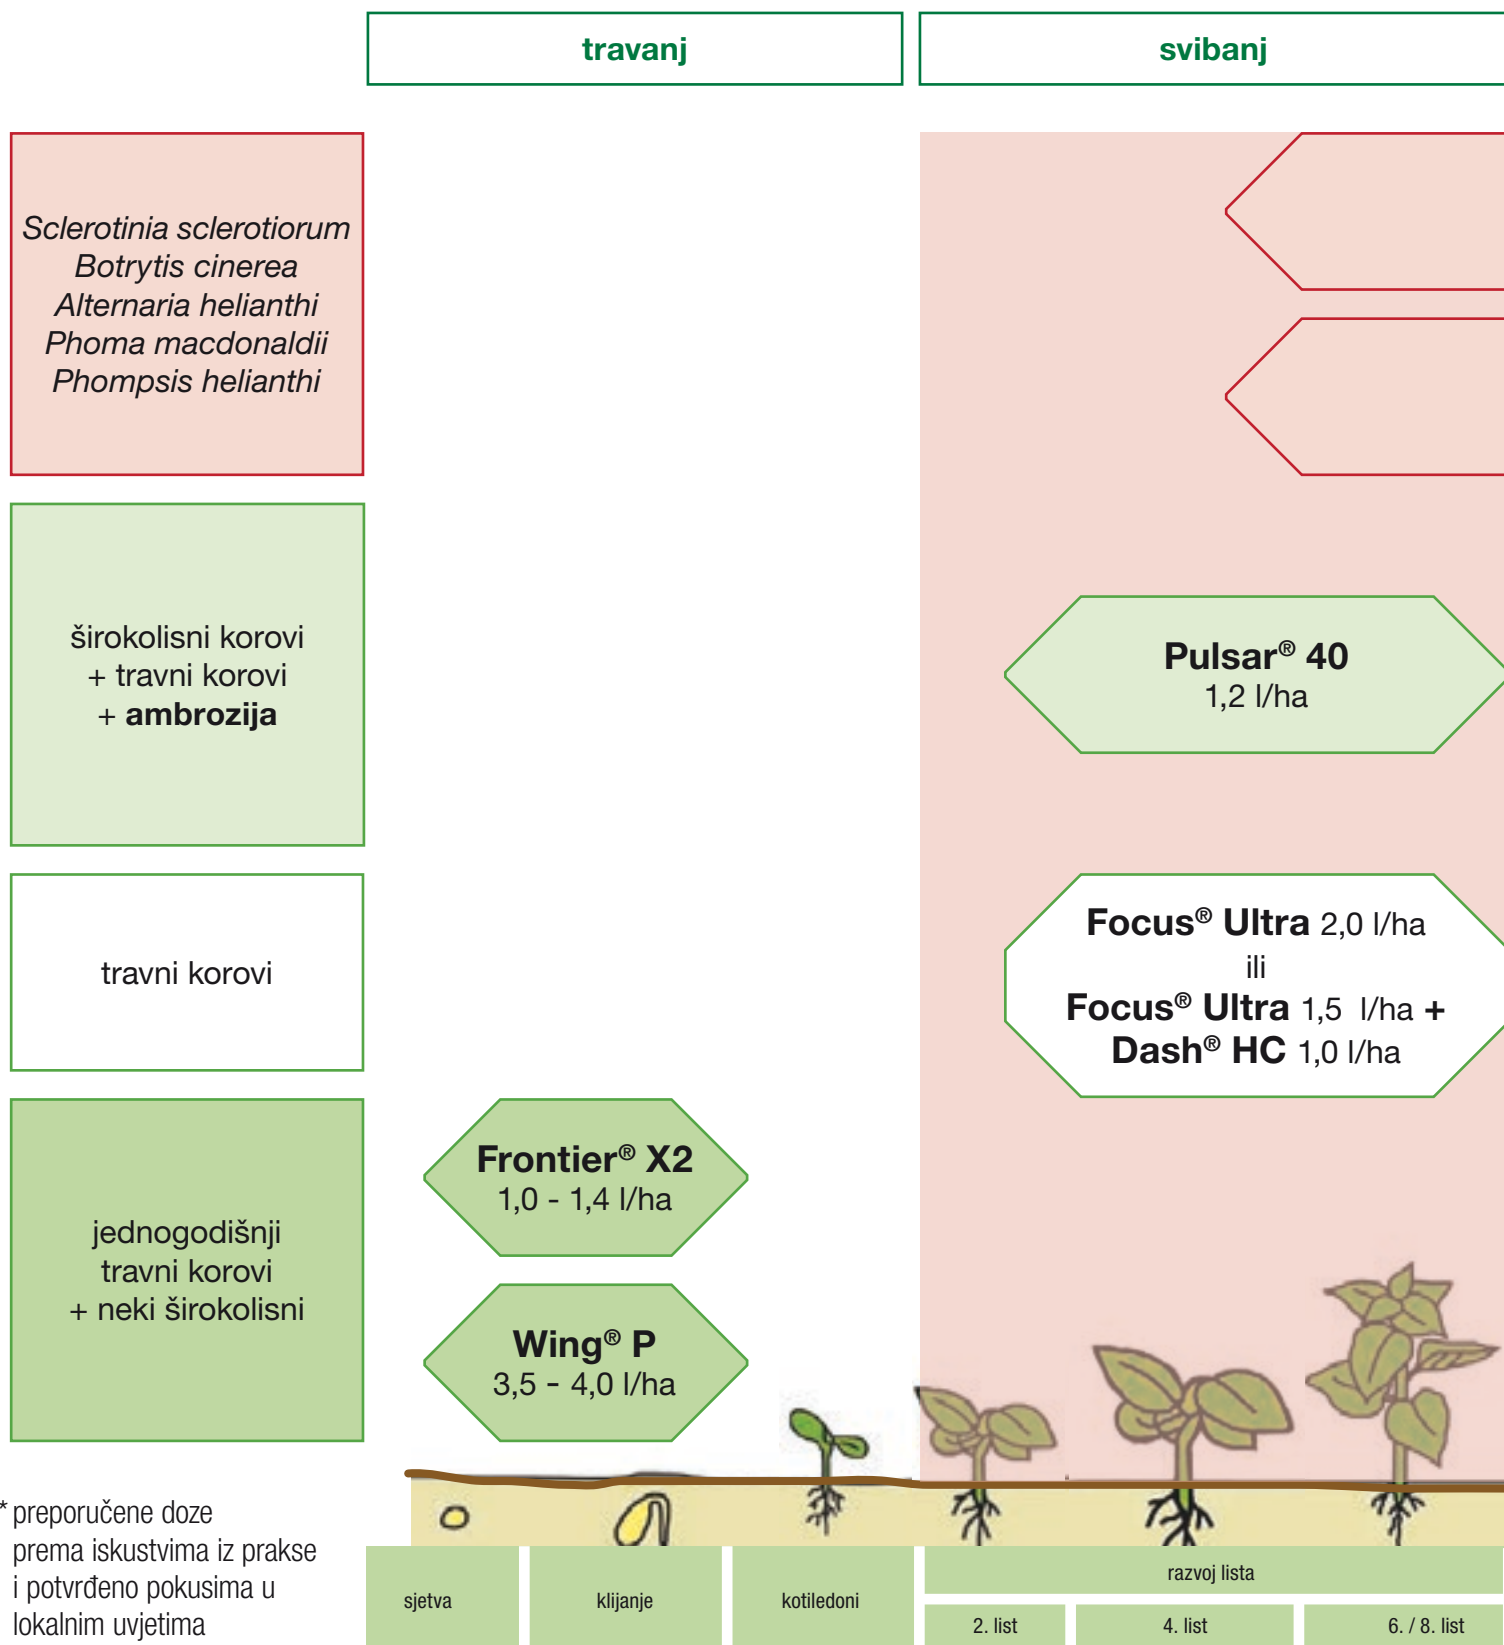 travanj
svibanj
Sclerotinia sclerotiorum
Botrytis cinerea
Alternaria helianthi
Phoma macdonaldii
Phompsis helianthi
širokolisni korovi
+ travni korovi
+ ambrozija
Pulsar® 40
1,2 l/ha
travni korovi
Focus® Ultra 2,0 l/ha
ili
Focus® Ultra 1,5 l/ha +
Dash® HC 1,0 l/ha
jednogodišnji
travni korovi
+ neki širokolisni
Frontier® X2
1,0 - 1,4 l/ha
Wing® P
3,5 - 4,0 l/ha
* preporučene doze
prema iskustvima iz prakse
i potvrđeno pokusima u
lokalnim uvjetima
sjetva
klijanje
kotiledoni
razvoj lista
2. list
4. list
6. / 8. list